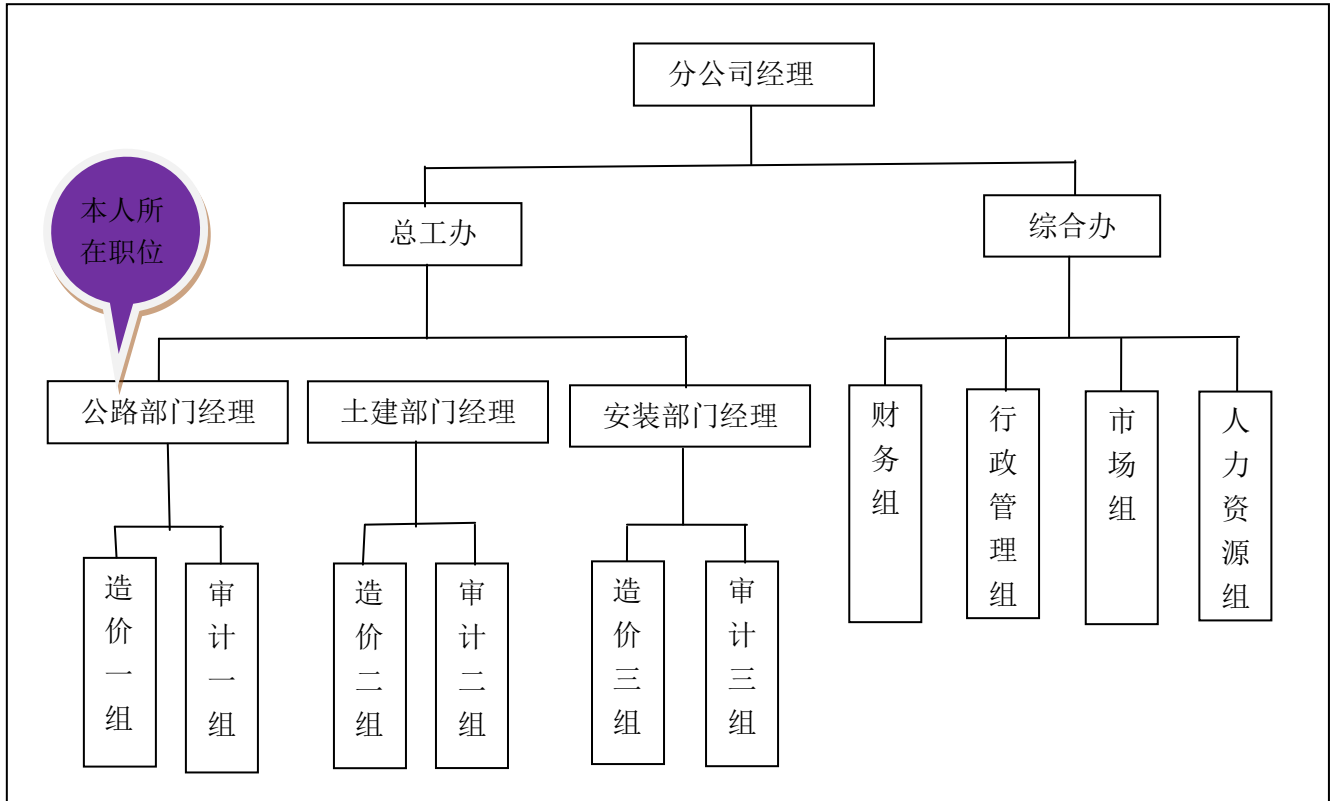 分公司经理
本人所
在职位
总工办
综合办
公路部门经理
土建部门经理
安装部门经理
财务组
行政管理组
市场组
人力资源组
造价一组
审计一组
造价二组
审计二组
造价三组
审计三组